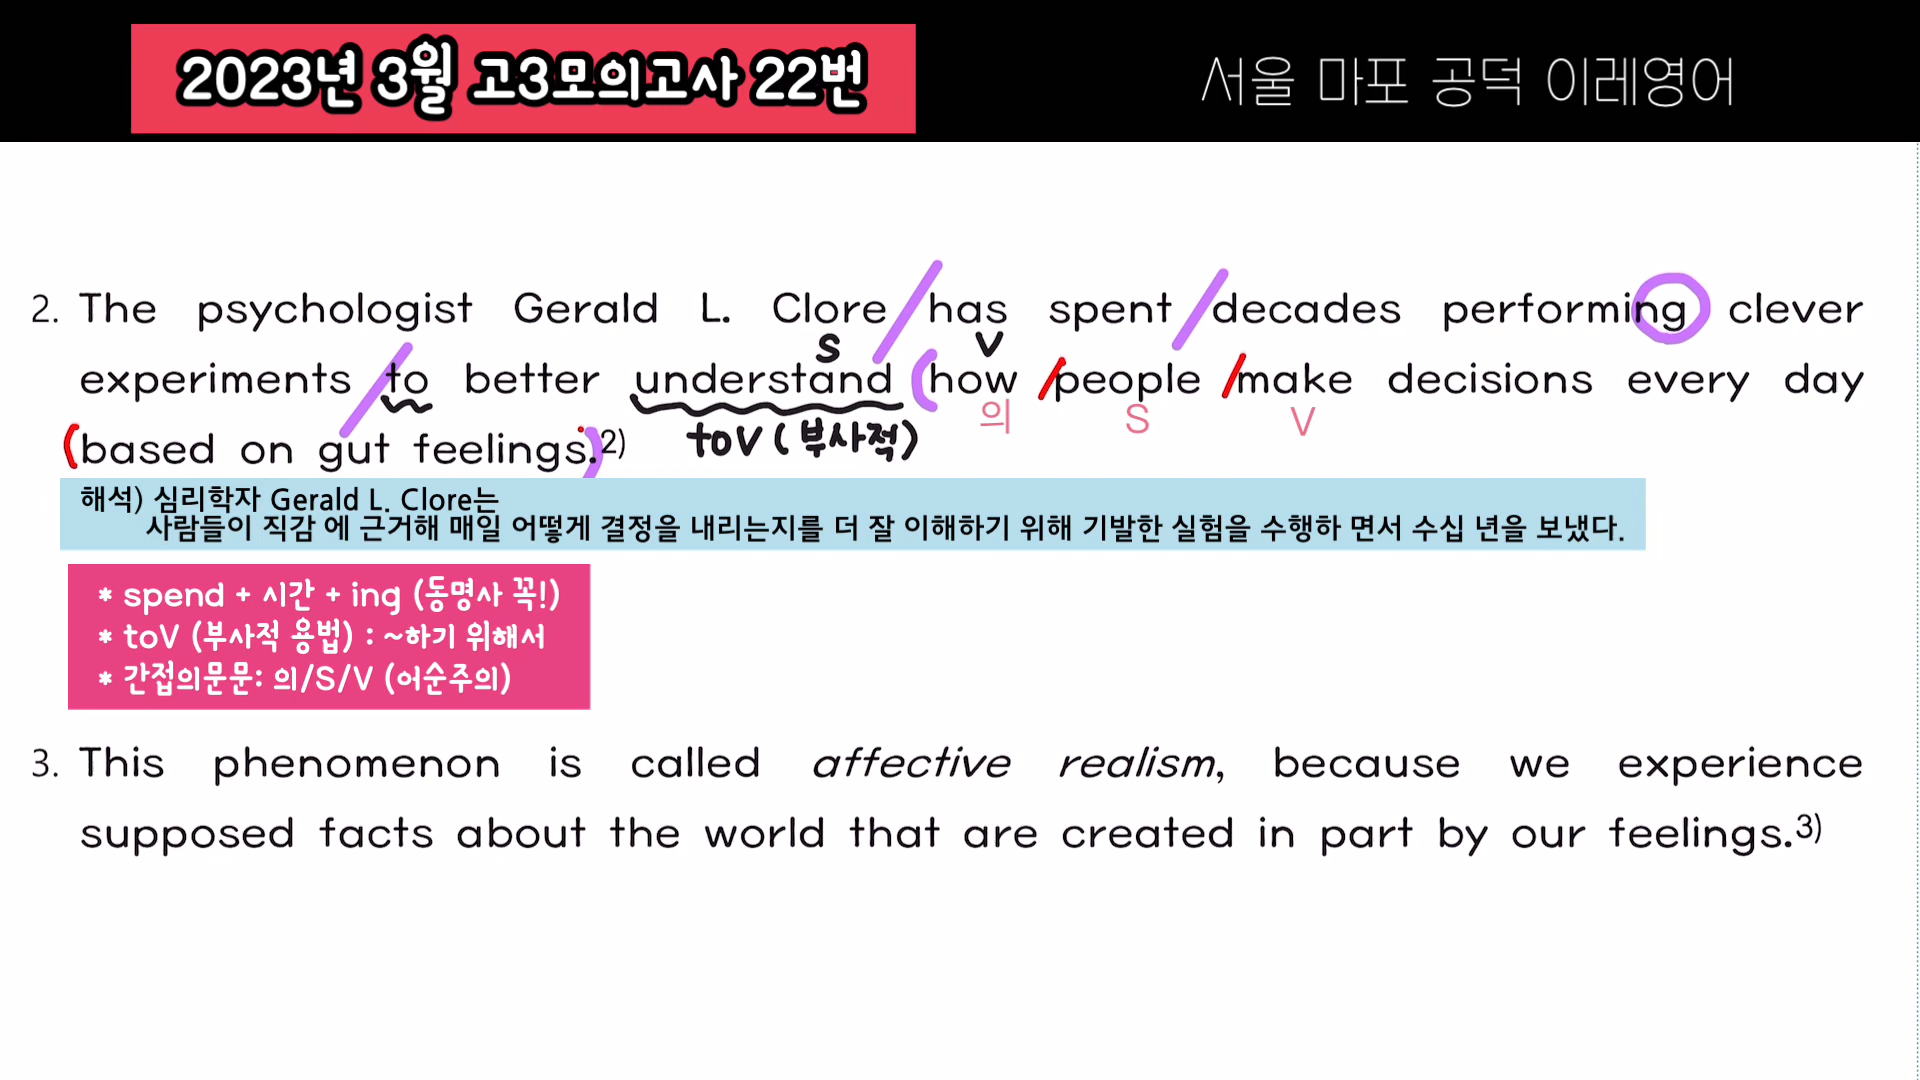 2023년 3월 고3모의고사 22번
서울 마포 공덕 이레영어
2. The psychologist Gerald L. Clore has spent decades performing clever
S V
experiments to better understand how people make decisions every day
의 S V
based on gut feelings.2)
toV (부사적)
해석) 심리학자 Gerald L. Clore는
사람들이 직감 에 근거해 매일 어떻게 결정을 내리는지를 더 잘 이해하기 위해 기발한 실험을 수행하 면서 수십 년을 보냈다.
* spend + 시간 + ing (동명사 꼭!)
* toV (부사적 용법) : ~하기 위해서
* 간접의문문: 의/S/V (어순주의)
3. This phenomenon is called affective realism, because we experience
supposed facts about the world that are created in part by our feelings.3)